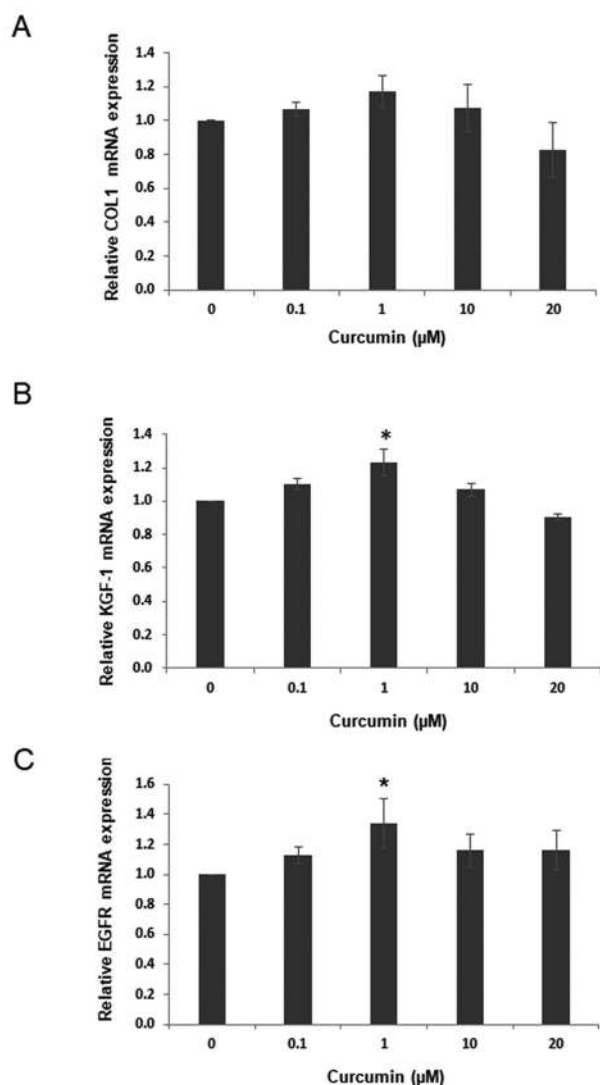 A
Relative COL1 mRNA expression
1.4
1.2
1.0
0.8
0.6
0.4
0.2
0.0
0 0.1 1 10 20
Curcumin (µM)
B
Relative KGF-1 mRNA expression
1.4
1.2
1.0
0.8
0.6
0.4
0.2
0.0
*
0 0.1 1 10 20
Curcumin (µM)
C
Relative EGFR mRNA expression
1.6
1.4
1.2
1.0
0.8
0.6
0.4
0.2
0.0
*
0 0.1 1 10 20
Curcumin (µM)